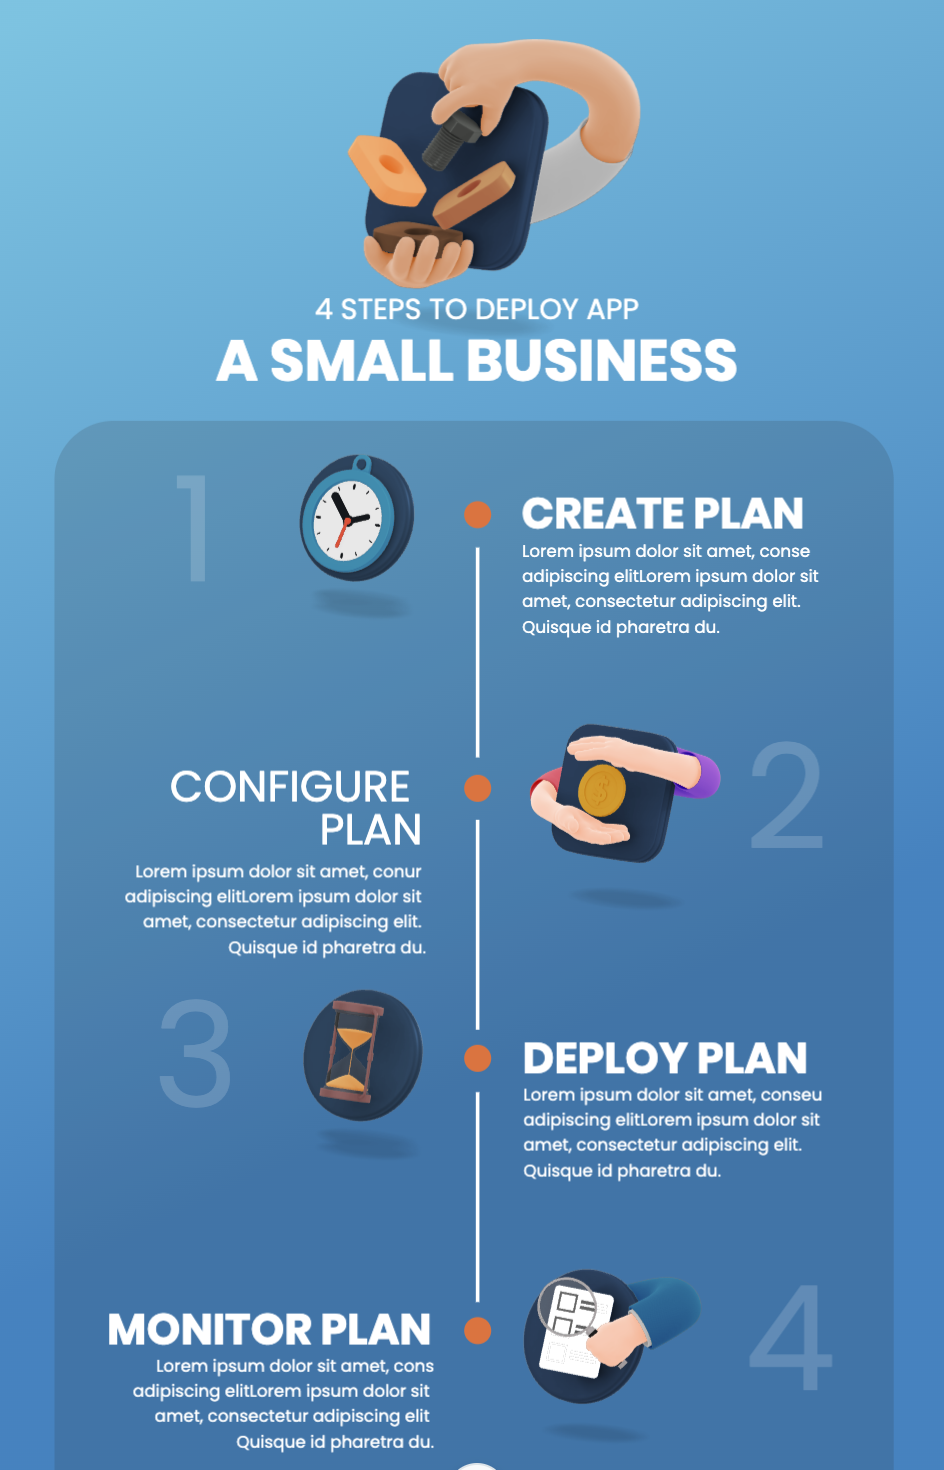 4 STEPS TO DEPLOY APP
A SMALL BUSINESS
1
CREATE PLAN
Lorem ipsum dolor sit amet, conse
adipiscing elitLorem ipsum dolor sit
amet, consectetur adipiscing elit.
Quisque id pharetra du.
2
CONFIGURE
PLAN
Lorem ipsum dolor sit amet, conur
adipiscing elitLorem ipsum dolor sit
amet, consectetur adipiscing elit.
Quisque id pharetra du.
3
DEPLOY PLAN
Lorem ipsum dolor sit amet, conseu
adipiscing elitLorem ipsum dolor sit
amet, consectetur adipiscing elit.
Quisque id pharetra du.
4
MONITOR PLAN
Lorem ipsum dolor sit amet, cons
adipiscing elitLorem ipsum dolor sit
amet, consectetur adipiscing elit
Quisque id pharetra du.